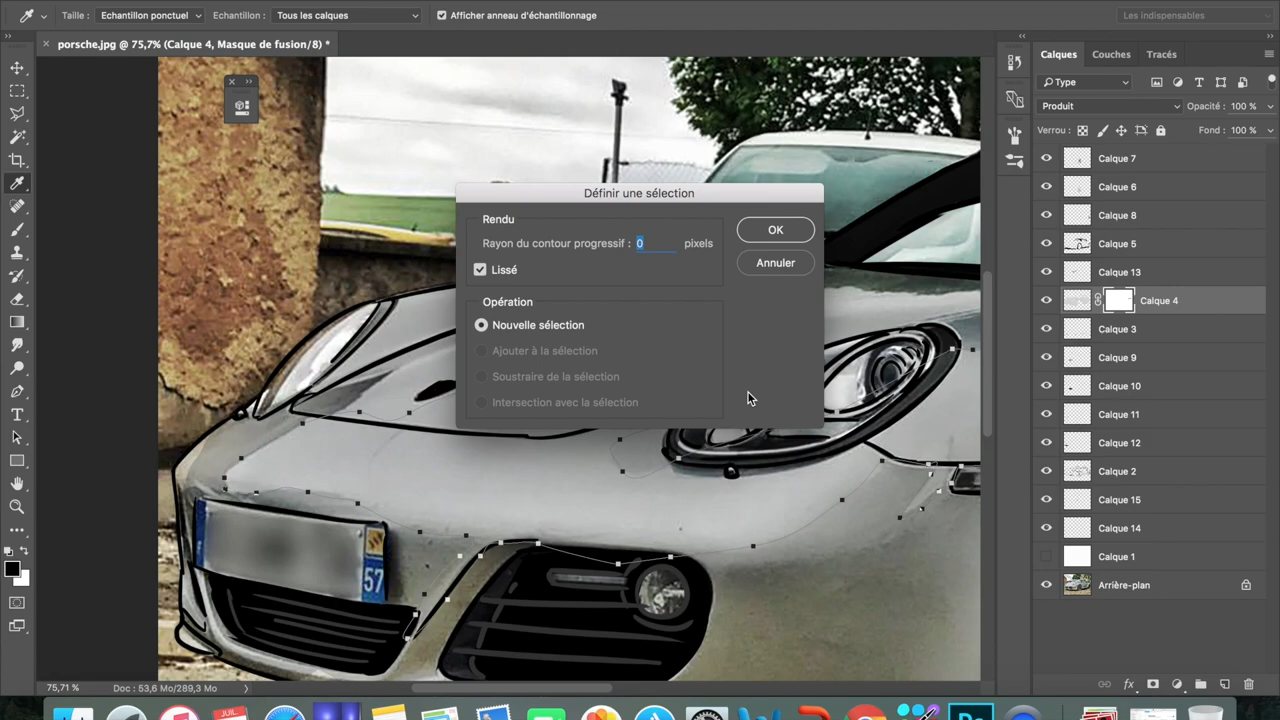 Taille : Echantillon ponctuel Echantillon : Tous les calques Afficher anneau d'échantillonnage Les indispensables
porsche.jpg @ 75,7% (Calque 4, Masque de fusion/8) *
Calques Couches Tracés
Type
Produit Opacité : 100 %
Verrou : Fond : 100 %
Calque 7
Calque 6
Calque 8
Calque 5
Calque 13
Calque 4
Calque 3
Calque 9
Calque 10
Calque 11
Calque 12
Calque 2
Calque 15
Calque 14
Calque 1
Arrière-plan
Définir une sélection
Rendu
Rayon du contour progressif : 0 pixels
Lissé
OK
Annuler
Opération
Nouvelle sélection
Ajouter à la sélection
Soustraire de la sélection
Intersection avec la sélection
57
75,71 % Doc : 53,6 Mo/289,3 Mo
fx
JUIL.
Ps